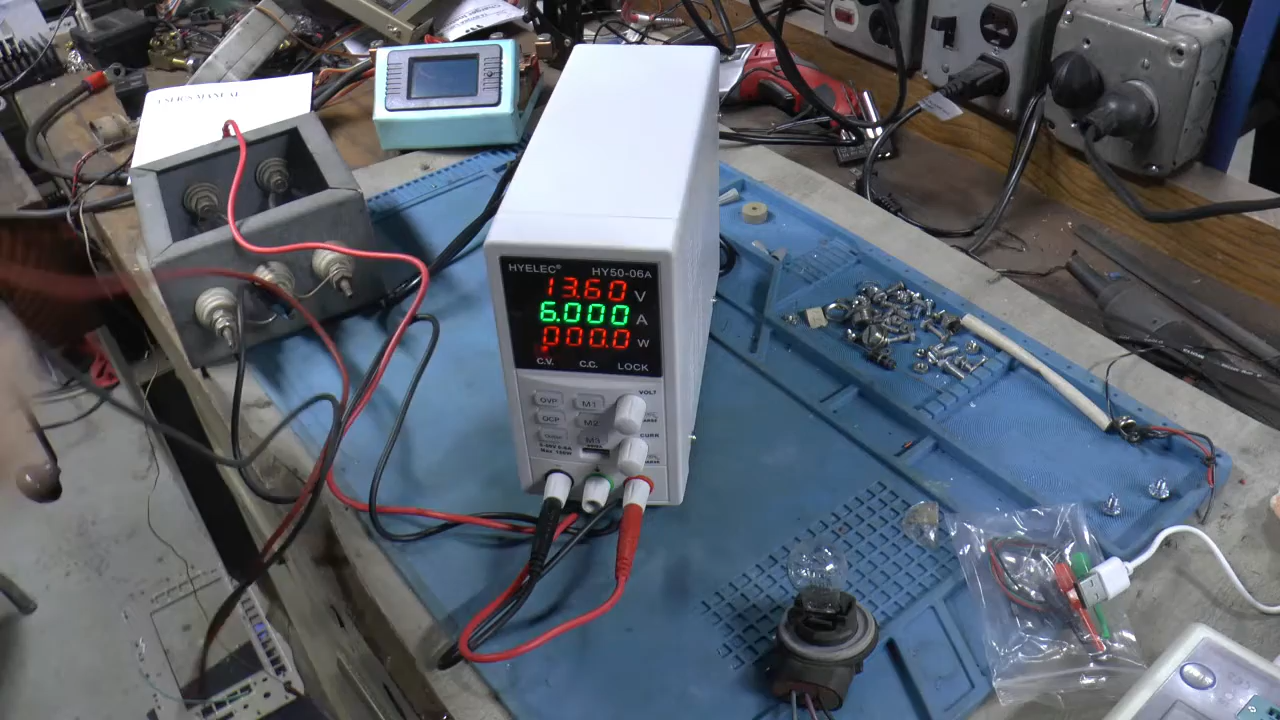 USER'S MANUAL
HYELEC® HY50-06A
13.60 V
6.000 A
000.0 W
C.V. C.C. LOCK
OVP M1 VOLT
OCP M2
M3 CURR